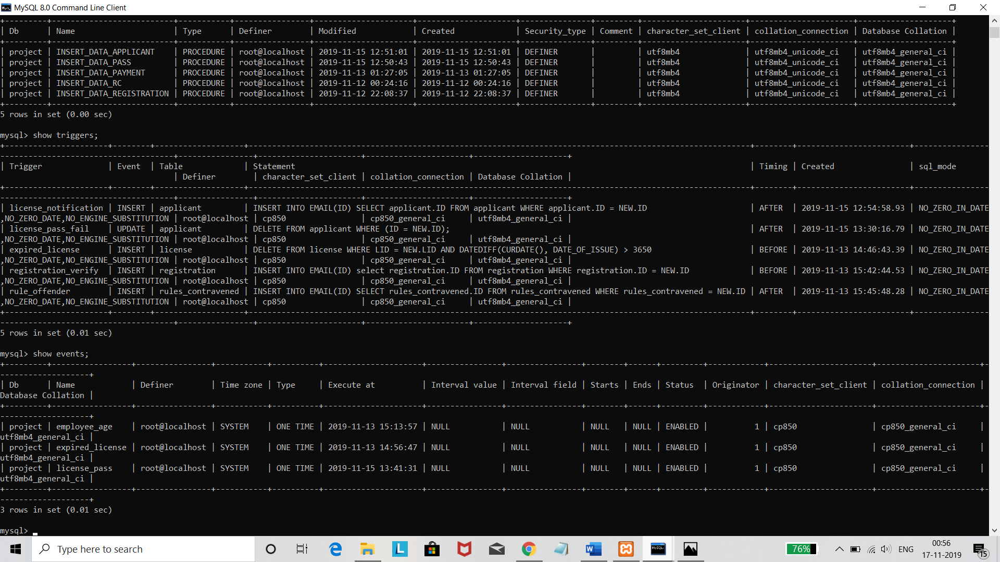 MySQL 8.0 Command Line Client
+---------+--------------------------+-----------+----------------+---------------------+---------------------+---------------+---------+----------------------+----------------------+--------------------+
| Db | Name | Type | Definer | Modified | Created | Security_type | Comment | character_set_client | collation_connection | Database Collation |
| project | INSERT_DATA_APPLICANT | PROCEDURE | root@localhost | 2019-11-15 12:51:01 | 2019-11-15 12:51:01 | DEFINER | | utf8mb4 | utf8mb4_unicode_ci | utf8mb4_general_ci |
| project | INSERT_DATA_PASS | PROCEDURE | root@localhost | 2019-11-15 12:50:43 | 2019-11-15 12:50:43 | DEFINER | | utf8mb4 | utf8mb4_unicode_ci | utf8mb4_general_ci |
| project | INSERT_DATA_PAYMENT | PROCEDURE | root@localhost | 2019-11-13 01:27:05 | 2019-11-13 01:27:05 | DEFINER | | utf8mb4 | utf8mb4_unicode_ci | utf8mb4_general_ci |
| project | INSERT_DATA_RC | PROCEDURE | root@localhost | 2019-11-12 00:24:16 | 2019-11-12 00:24:16 | DEFINER | | utf8mb4 | utf8mb4_unicode_ci | utf8mb4_general_ci |
| project | INSERT_DATA_REGISTRATION | PROCEDURE | root@localhost | 2019-11-12 22:08:37 | 2019-11-12 22:08:37 | DEFINER | | utf8mb4 | utf8mb4_unicode_ci | utf8mb4_general_ci |
5 rows in set (0.00 sec)
mysql> show triggers;
| Trigger | Event | Table | Statement | Timing | Created | sql_mode
| Definer | character_set_client | collation_connection | Database Collation |
| license_notification | INSERT | applicant | INSERT INTO EMAIL(ID) SELECT applicant.ID FROM applicant WHERE applicant.ID = NEW.ID | AFTER | 2019-11-15 12:54:58.93 | NO_ZERO_IN_DATE
,NO_ZERO_DATE,NO_ENGINE_SUBSTITUTION | root@localhost | cp850 | cp850_general_ci | utf8mb4_general_ci |
| license_pass_fail | UPDATE | applicant | DELETE FROM applicant WHERE (ID = NEW.ID); | AFTER | 2019-11-15 13:30:16.79 | NO_ZERO_IN_DATE
,NO_ZERO_DATE,NO_ENGINE_SUBSTITUTION | root@localhost | cp850 | cp850_general_ci | utf8mb4_general_ci |
| expired_license | INSERT | license | DELETE FROM license WHERE LID = NEW.LID AND DATEDIFF(CURDATE(), DATE_OF_ISSUE) > 3650 | BEFORE | 2019-11-13 14:46:43.39 | NO_ZERO_IN_DATE
,NO_ZERO_DATE,NO_ENGINE_SUBSTITUTION | root@localhost | cp850 | cp850_general_ci | utf8mb4_general_ci |
| registration_verify | INSERT | registration | INSERT INTO EMAIL(ID) select registration.ID FROM registration WHERE registration.ID = NEW.ID | BEFORE | 2019-11-13 15:42:44.53 | NO_ZERO_IN_DATE
,NO_ZERO_DATE,NO_ENGINE_SUBSTITUTION | root@localhost | cp850 | cp850_general_ci | utf8mb4_general_ci |
| rule_offender | INSERT | rules_contravened | INSERT INTO EMAIL(ID) SELECT rules_contravened.ID FROM rules_contravened WHERE rules_contravened = NEW.ID | AFTER | 2019-11-13 15:45:48.28 | NO_ZERO_IN_DATE
,NO_ZERO_DATE,NO_ENGINE_SUBSTITUTION | root@localhost | cp850 | cp850_general_ci | utf8mb4_general_ci |
5 rows in set (0.01 sec)
mysql> show events;
| Db | Name | Definer | Time zone | Type | Execute at | Interval value | Interval field | Starts | Ends | Status | Originator | character_set_client | collation_connection |
Database Collation |
| project | employee_age | root@localhost | SYSTEM | ONE TIME | 2019-11-13 15:13:57 | NULL | NULL | NULL | NULL | ENABLED | 1 | cp850 | cp850_general_ci |
utf8mb4_general_ci |
| project | expired_license | root@localhost | SYSTEM | ONE TIME | 2019-11-13 14:56:47 | NULL | NULL | NULL | NULL | ENABLED | 1 | cp850 | cp850_general_ci |
utf8mb4_general_ci |
| project | license_pass | root@localhost | SYSTEM | ONE TIME | 2019-11-15 13:41:31 | NULL | NULL | NULL | NULL | ENABLED | 1 | cp850 | cp850_general_ci |
utf8mb4_general_ci |
3 rows in set (0.01 sec)
mysql> _
Type here to search
76%
ENG
00:56
17-11-2019
15